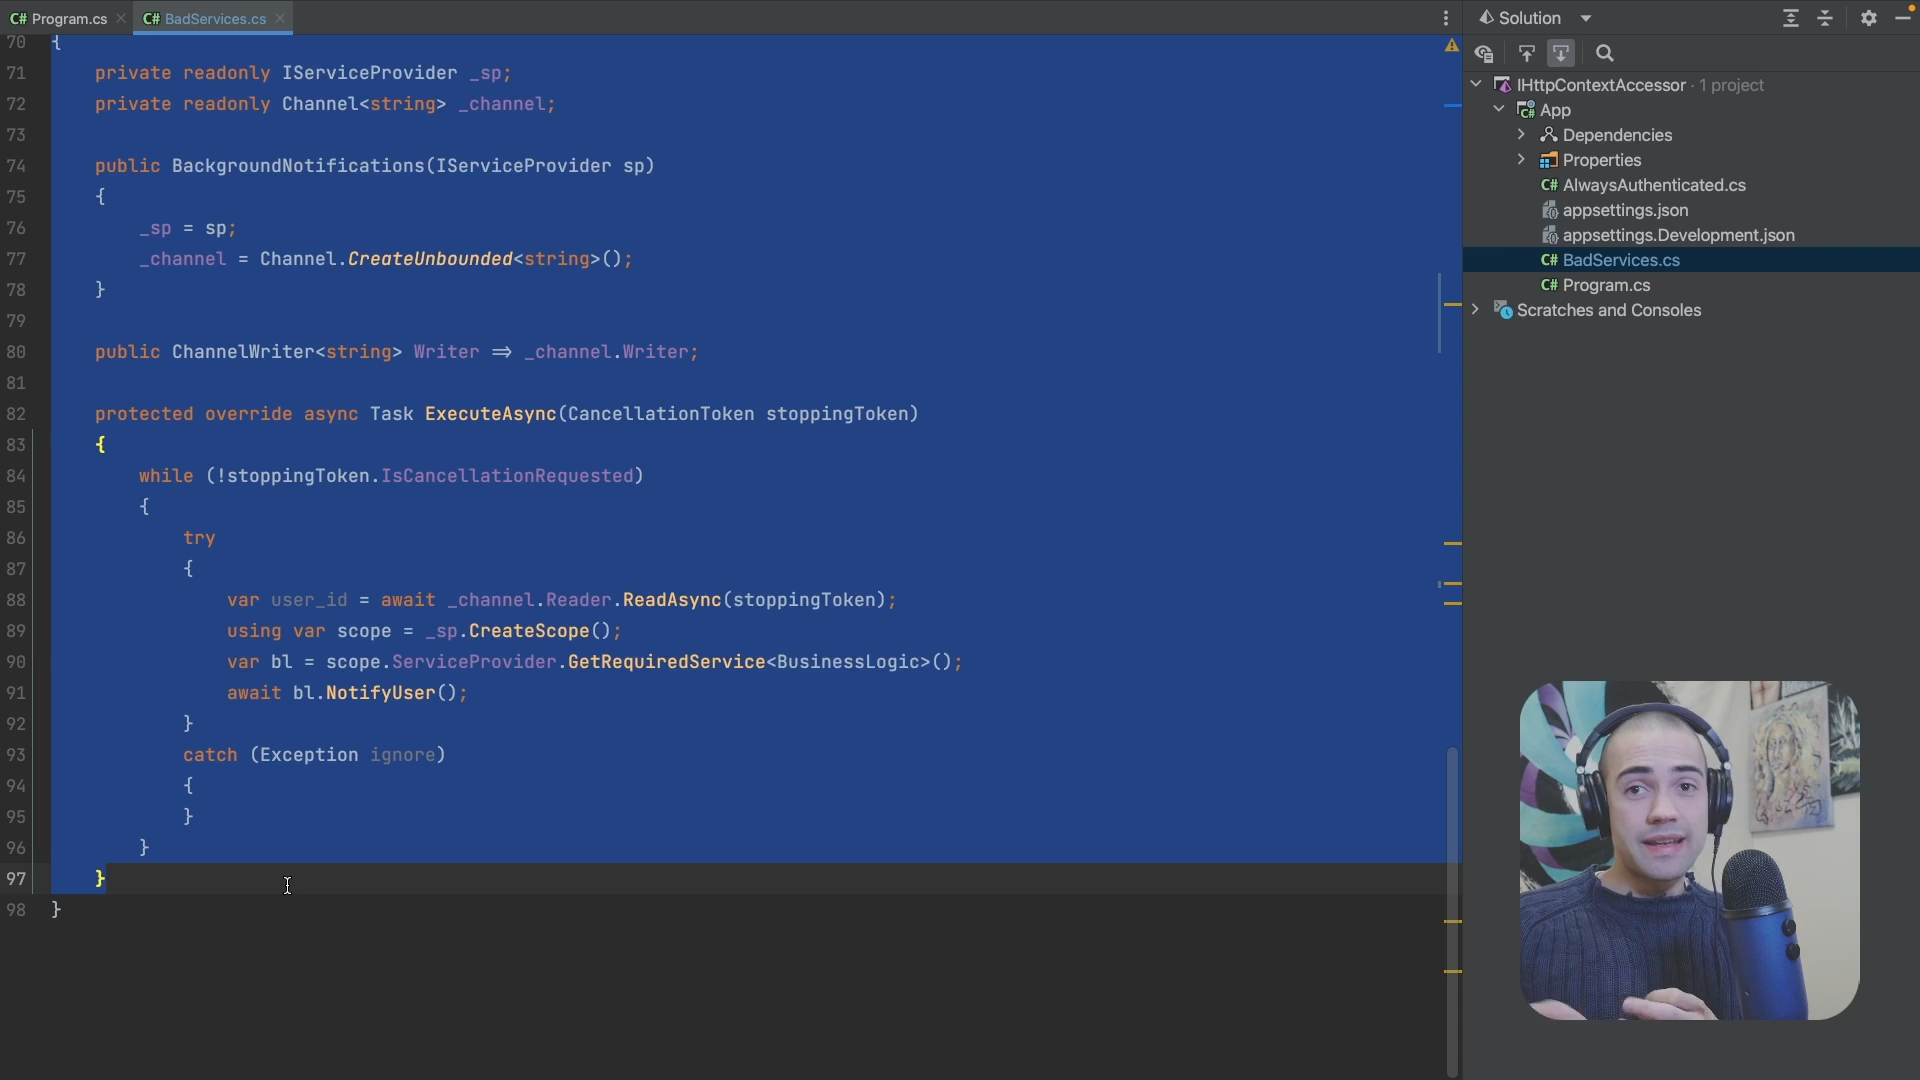 C# Program.cs
C# BadServices.cs
Solution
70 {
71 private readonly IServiceProvider _sp;
72 private readonly Channel<string> _channel;
73
74 public BackgroundNotifications(IServiceProvider sp)
75 {
76 _sp = sp;
77 _channel = Channel.CreateUnbounded<string>();
78 }
79
80 public ChannelWriter<string> Writer => _channel.Writer;
81
82 protected override async Task ExecuteAsync(CancellationToken stoppingToken)
83 {
84 while (!stoppingToken.IsCancellationRequested)
85 {
86 try
87 {
88 var user_id = await _channel.Reader.ReadAsync(stoppingToken);
89 using var scope = _sp.CreateScope();
90 var bl = scope.ServiceProvider.GetRequiredService<BusinessLogic>();
91 await bl.NotifyUser();
92 }
93 catch (Exception ignore)
94 {
95 }
96 }
97 }
98 }
IHttpContextAccessor · 1 project
App
Dependencies
Properties
C# AlwaysAuthenticated.cs
appsettings.json
appsettings.Development.json
C# BadServices.cs
C# Program.cs
Scratches and Consoles